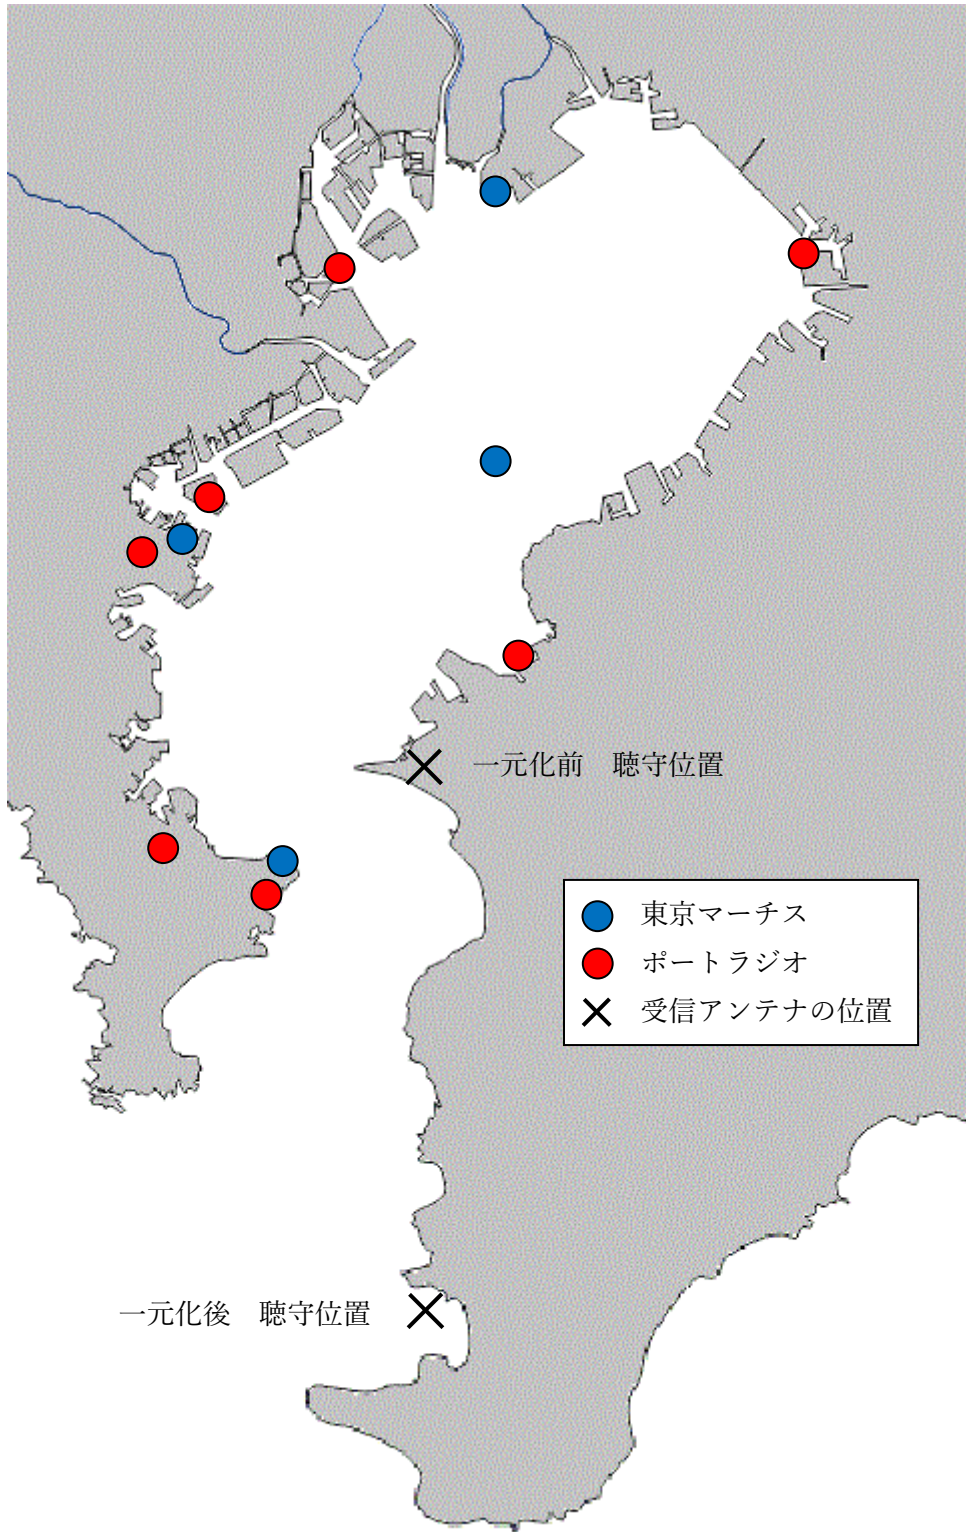 一元化前　聴守位置
東京マーチス
ポートラジオ
受信アンテナの位置
一元化後　聴守位置